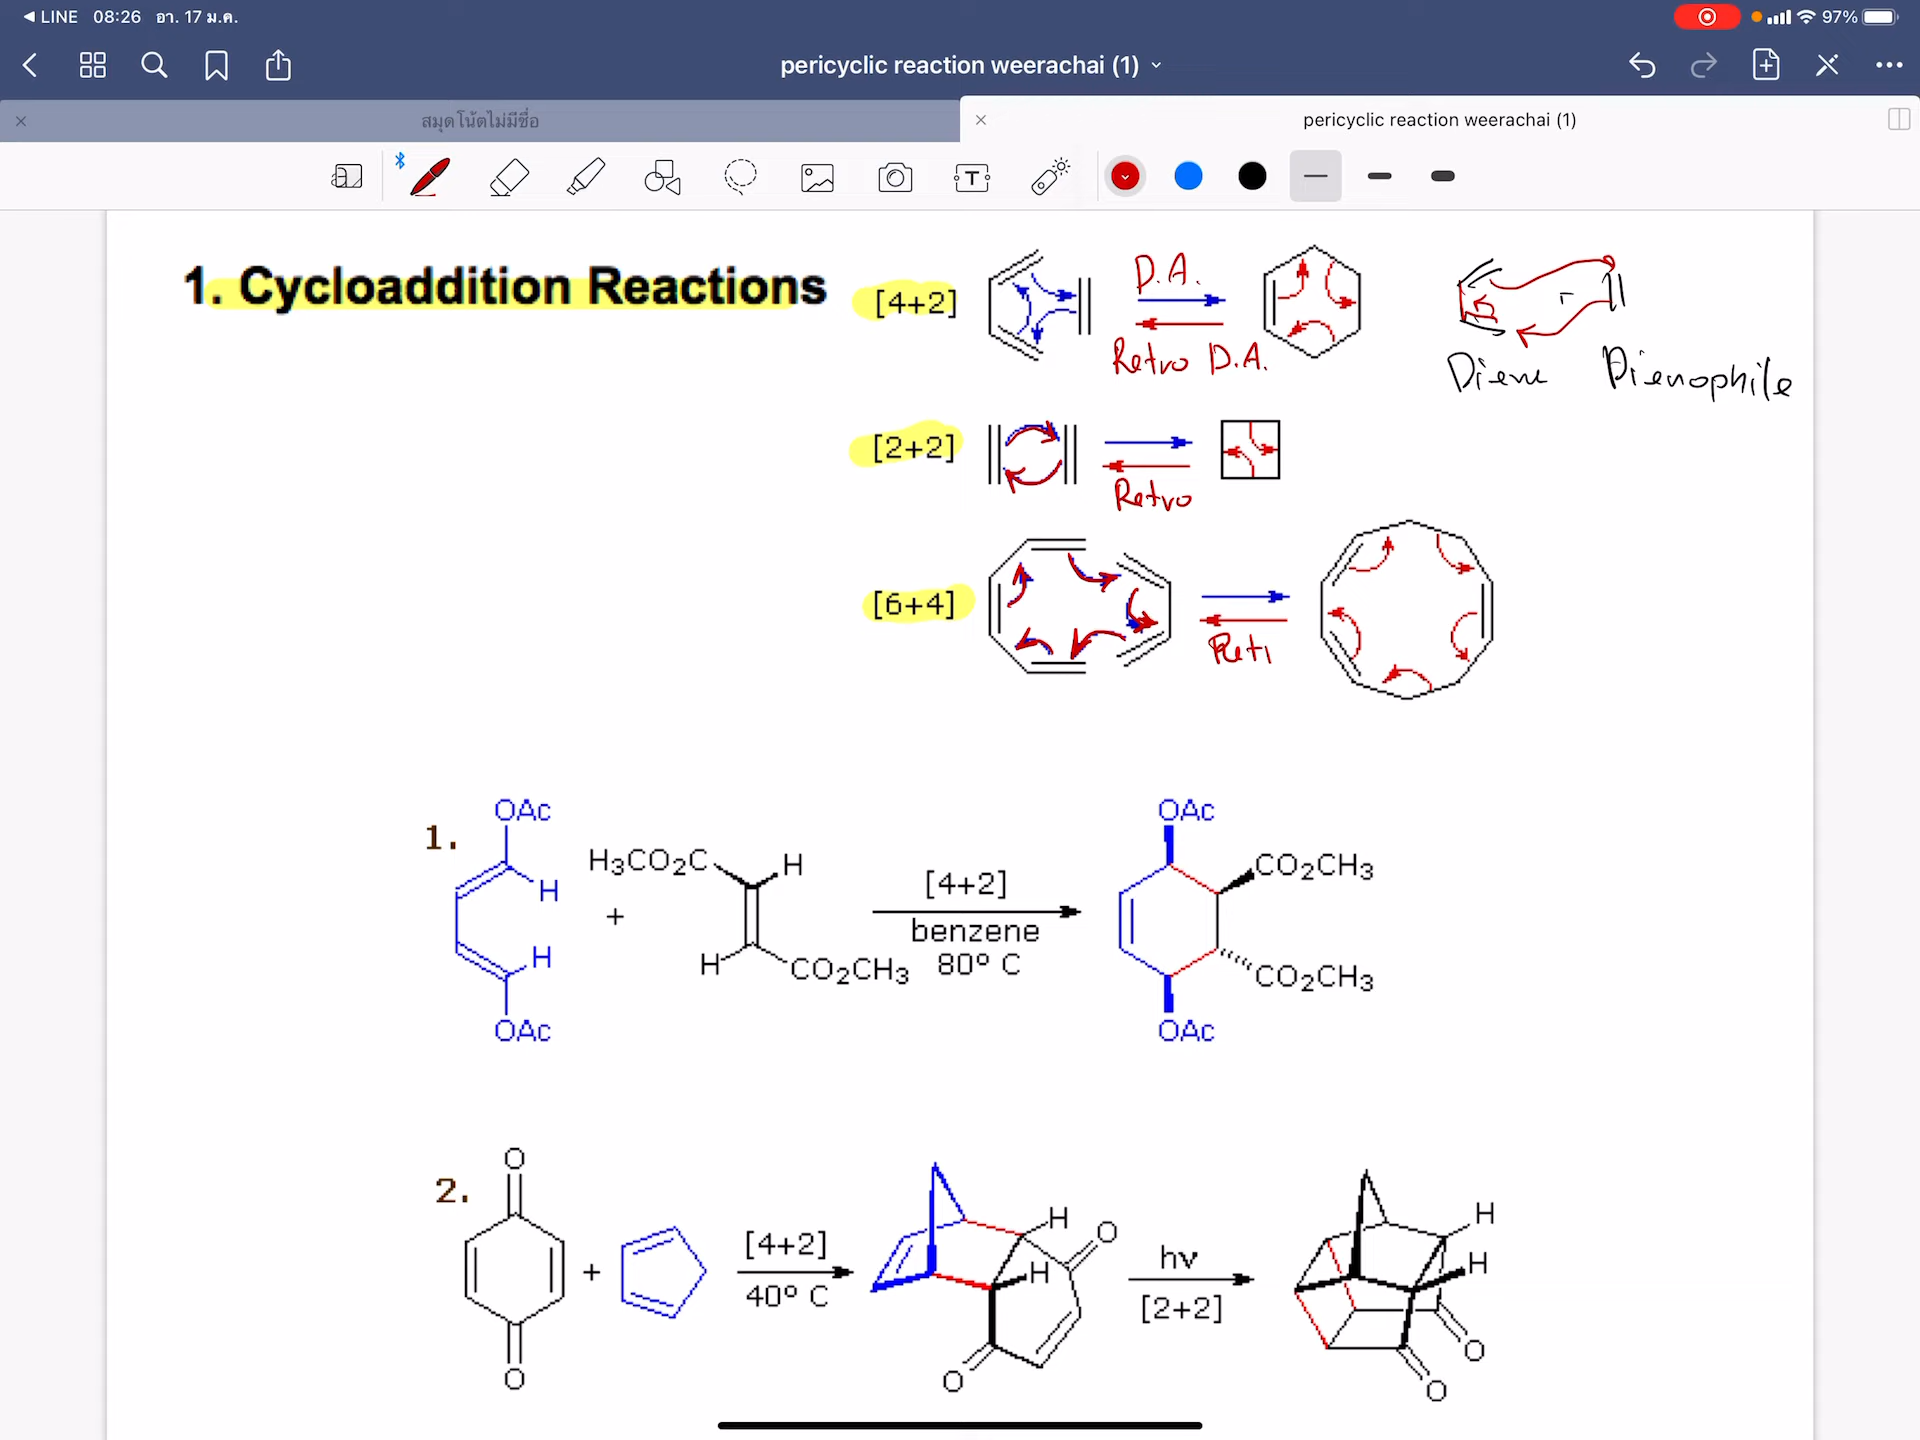 LINE 08:26 อา. 17 ม.ค. 97%
pericyclic reaction weerachai (1)
สมุดโน้ตไม่มีชื่อ
pericyclic reaction weerachai (1)
T
1. Cycloaddition Reactions
[4+2]
D.A.
Retro D.A.
Diene Dienophile
[2+2]
Retro
[6+4]
Retr
1.
OAc
H
H
OAc
+
H₃CO₂C
H
H
CO₂CH₃
[4+2]
benzene
80° C
OAc
CO₂CH₃
CO₂CH₃
OAc
2.
O
O
+
[4+2]
40° C
H
H
O
O
hν
[2+2]
H
H
O
O